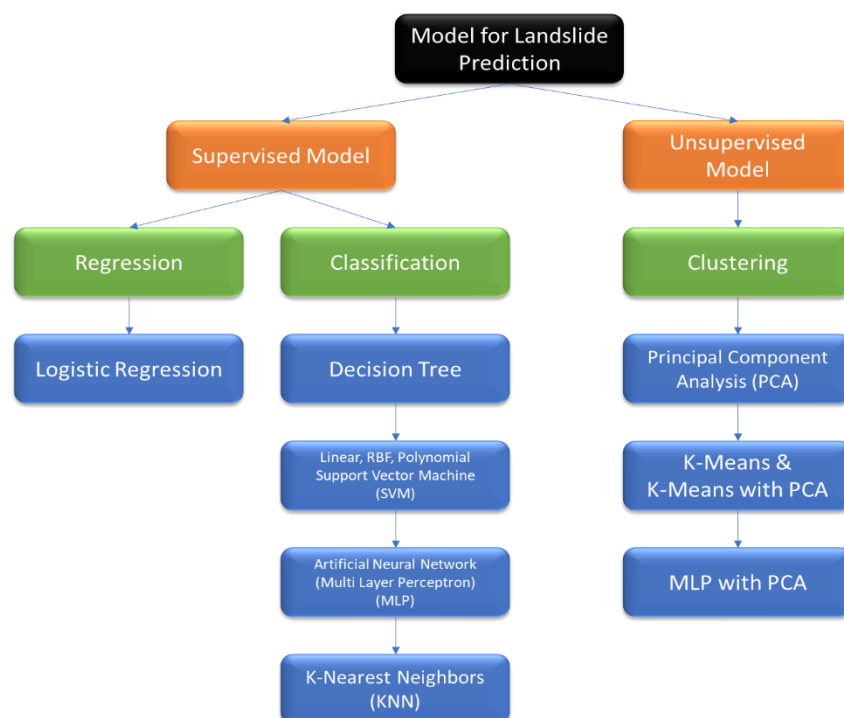 Model for Landslide
Prediction
Supervised Model
Unsupervised
Model
Regression
Classification
Clustering
Logistic Regression
Decision Tree
Principal Component
Analysis (PCA)
Linear, RBF, Polynomial
Support Vector Machine
(SVM)
K-Means &
K-Means with PCA
Artificial Neural Network
(Multi Layer Perceptron)
(MLP)
MLP with PCA
K-Nearest Neighbors
(KNN)